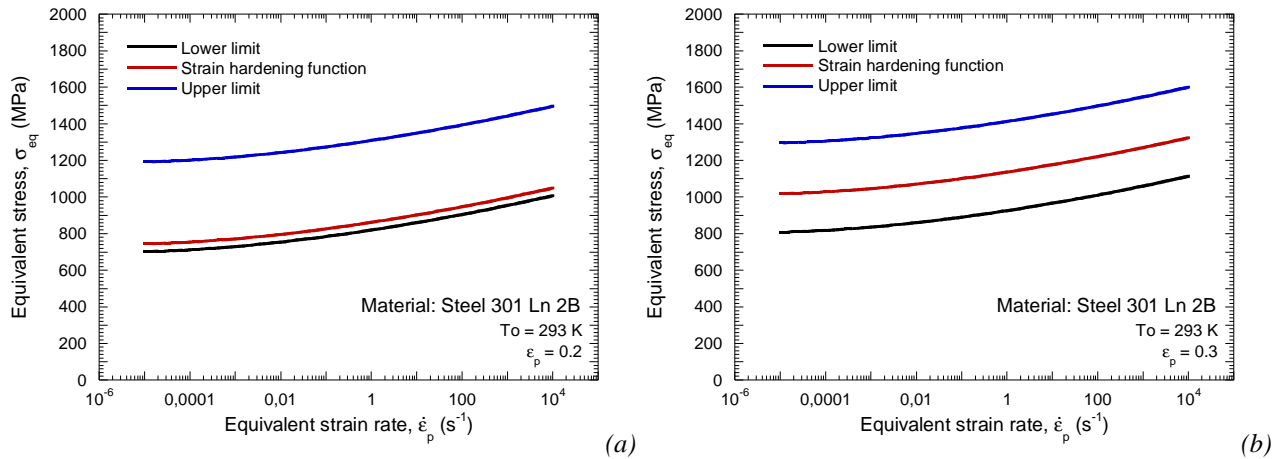 2000
1800
1600
1400
1200
1000
800
600
400
200
0
Equivalent stress, σeq (MPa)
Lower limit
Strain hardening function
Upper limit
Material: Steel 301 Ln 2B
To = 293 K
εp = 0.2
10⁻⁶ 0,0001 0,01 1 100 10⁴
Equivalent strain rate, ε̇p (s⁻¹)
(a)
2000
1800
1600
1400
1200
1000
800
600
400
200
0
Equivalent stress, σeq (MPa)
Lower limit
Strain hardening function
Upper limit
Material: Steel 301 Ln 2B
To = 293 K
εp = 0.3
10⁻⁶ 0,0001 0,01 1 100 10⁴
Equivalent strain rate, ε̇p (s⁻¹)
(b)